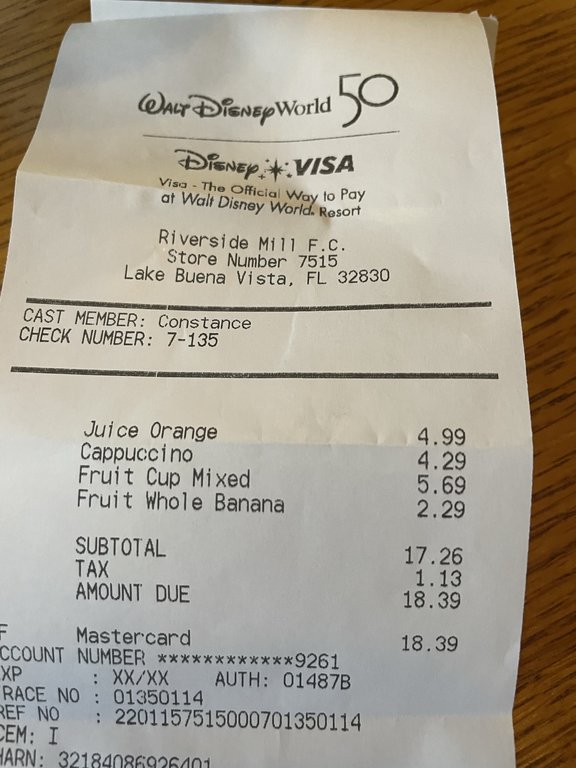 Walt Disney World 50
Disney VISA
Visa - The Official Way to Pay
at Walt Disney World® Resort
Riverside Mill F.C.
Store Number 7515
Lake Buena Vista, FL 32830
CAST MEMBER: Constance
CHECK NUMBER: 7-135
Juice Orange 4.99
Cappuccino 4.29
Fruit Cup Mixed 5.69
Fruit Whole Banana 2.29
SUBTOTAL 17.26
TAX 1.13
AMOUNT DUE 18.39
F Mastercard 18.39
CCOUNT NUMBER ************9261
XP : XX/XX AUTH: 01487B
RACE NO : 01350114
REF NO : 2201157515000701350114
CEM: I
HARN: 32184086926401